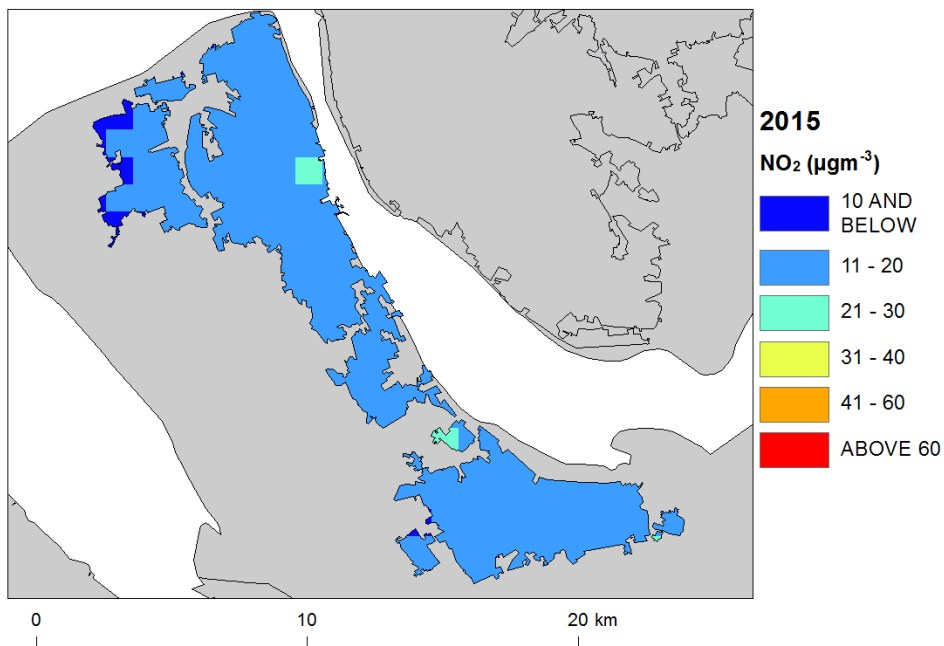 2015
NO₂ (µgm⁻³)
10 AND
BELOW
11 - 20
21 - 30
31 - 40
41 - 60
ABOVE 60
0 10 20 km